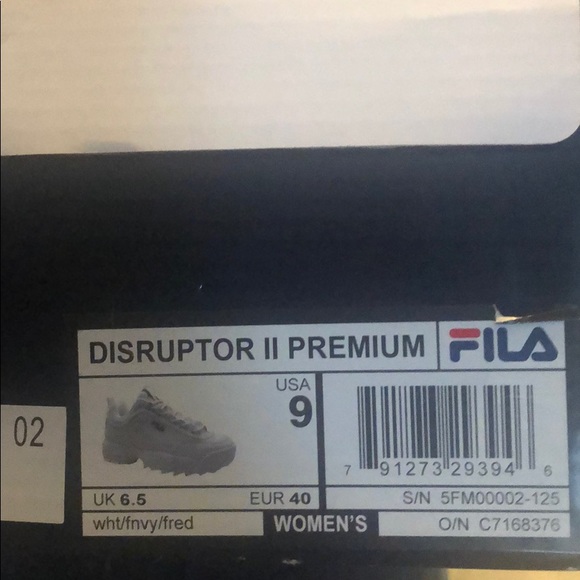 DISRUPTOR II PREMIUM FILA
USA
9
02
7 91273 29394 6
UK 6.5 EUR 40
S/N 5FM00002-125
wht/fnvy/fred WOMEN'S O/N C7168376